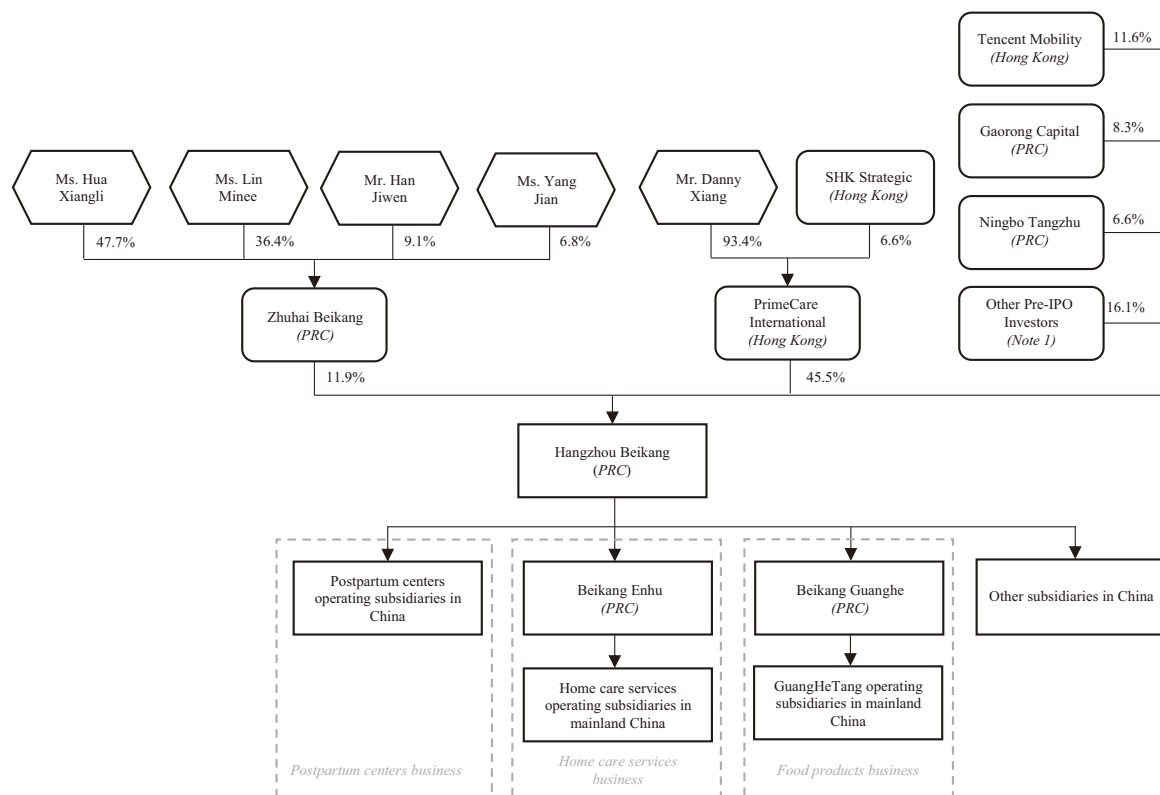 Tencent Mobility
(Hong Kong)
11.6%
Gaorong Capital
(PRC)
8.3%
Ms. Hua
Xiangli
Ms. Lin
Minee
Mr. Han
Jiwen
Ms. Yang
Jian
Mr. Danny
Xiang
SHK Strategic
(Hong Kong)
Ningbo Tangzhu
(PRC)
6.6%
47.7%
36.4%
9.1%
6.8%
93.4%
6.6%
Zhuhai Beikang
(PRC)
PrimeCare
International
(Hong Kong)
Other Pre-IPO
Investors
(Note 1)
16.1%
11.9%
45.5%
Hangzhou Beikang
(PRC)
Postpartum centers
operating subsidiaries in
China
Beikang Enhu
(PRC)
Beikang Guanghe
(PRC)
Other subsidiaries in China
Home care services
operating subsidiaries in
mainland China
GuangHeTang operating
subsidiaries in mainland
China
Postpartum centers business
Home care services
business
Food products business